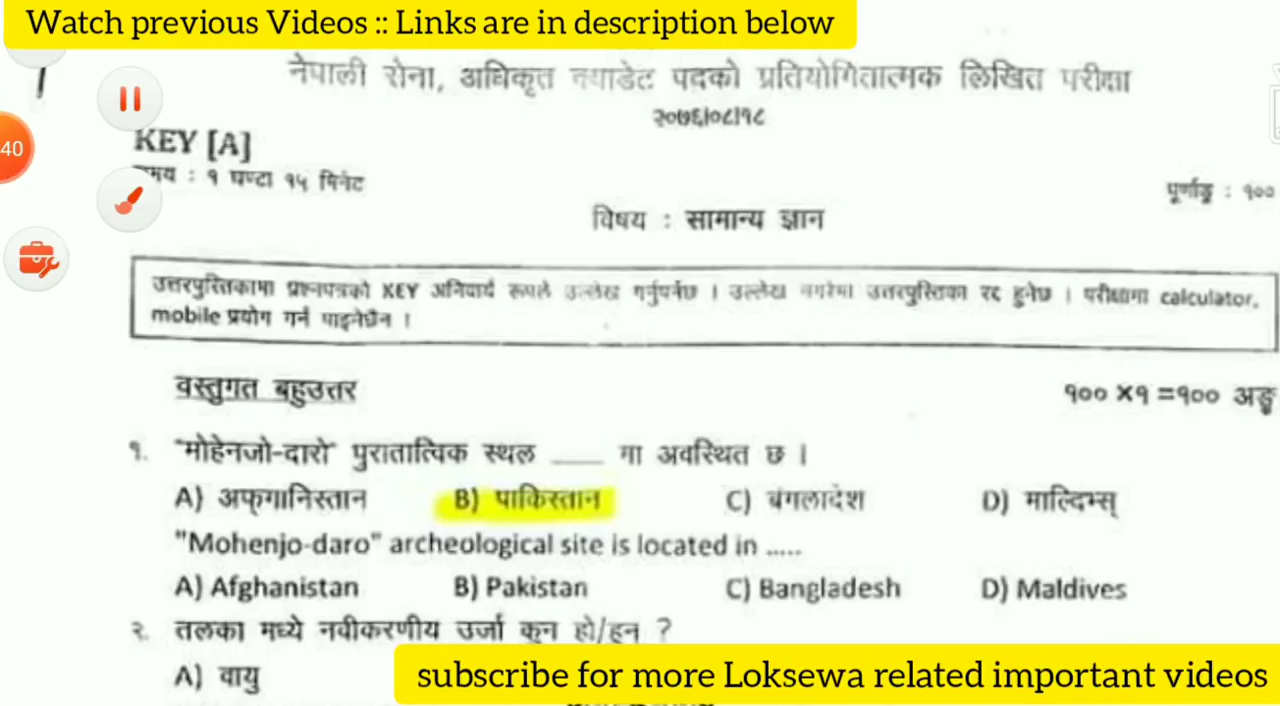 Watch previous Videos :: Links are in description below
नेपाली सेना, अधिकृत क्याडेट पदको प्रतियोगितात्मक लिखित परीक्षा
२०७६।०८।१८
KEY [A]
40
समय : १ घण्टा १५ मिनेट
पूर्णाङ्क : १००
विषय : सामान्य ज्ञान
उत्तरपुस्तिकामा प्रश्नपत्रको KEY अनिवार्य रूपले उल्लेख गर्नुपर्नेछ । उल्लेख नगरेमा उत्तरपुस्तिका रद्द हुनेछ । परीक्षामा calculator,
mobile प्रयोग गर्न पाइनेछैन ।
वस्तुगत बहुउत्तर
१०० ×१ =१०० अङ्क
१. "मोहेनजो-दारो" पुरातात्विक स्थल ____ मा अवस्थित छ ।
A) अफ्गानिस्तान B) पाकिस्तान C) बंगलादेश D) माल्दिभ्स्
"Mohenjo-daro" archeological site is located in .....
A) Afghanistan B) Pakistan C) Bangladesh D) Maldives
२. तलका मध्ये नवीकरणीय उर्जा कुन हो/हुन् ?
A) वायु
subscribe for more Loksewa related important videos